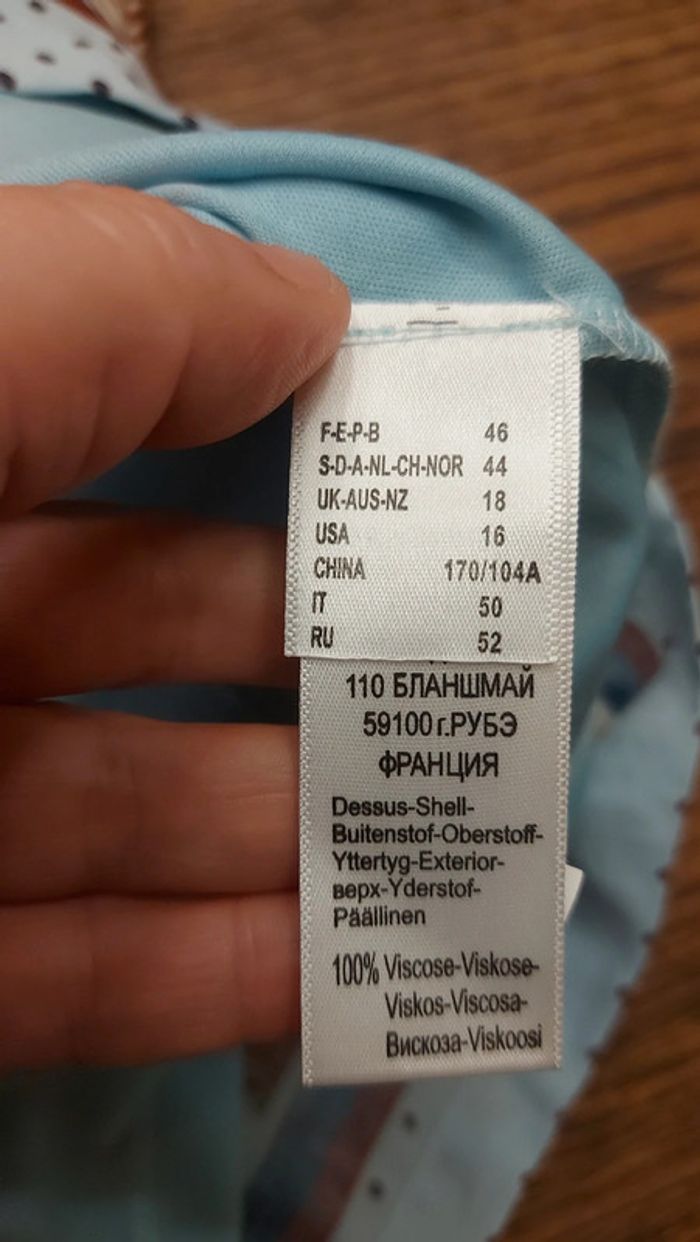 F-E-P-B 46
S-D-A-NL-CH-NOR 44
UK-AUS-NZ 18
USA 16
CHINA 170/104A
IT 50
RU 52
110 БЛАНШМАЙ
59100г.РУБЭ
ФРАНЦИЯ
Dessus-Shell-
Buitenstof-Oberstoff-
Yttertyg-Exterior-
верх-Yderstof-
Päällinen
100% Viscose-Viskose-
Viskos-Viscosa-
Вискоза-Viskoosi